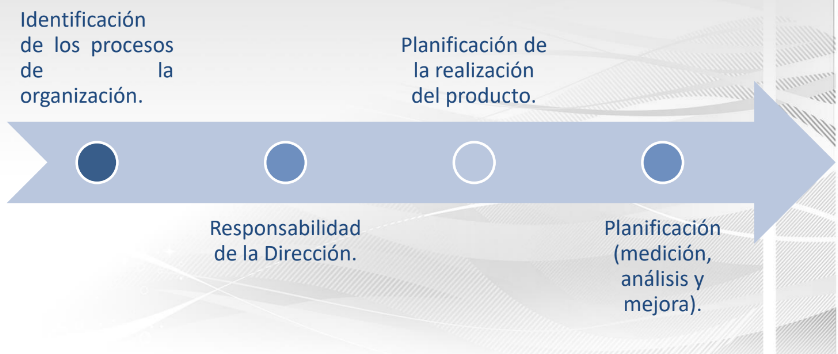 Identificación
de los procesos
de la
organización.
Responsabilidad
de la Dirección.
Planificación de
la realización
del producto.
Planificación
(medición,
análisis y
mejora).